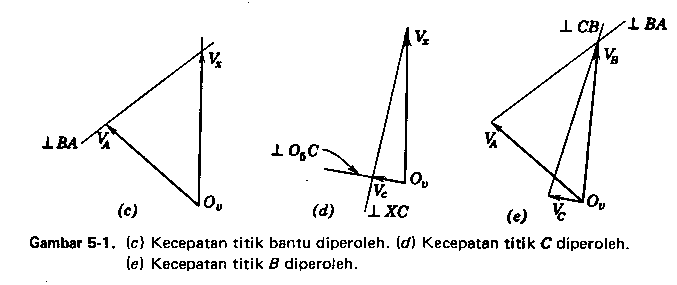 ⊥ CB
⊥ BA
V_x
V_x
V_B
⊥ BA
V_A
⊥ O_5C
V_A
O_v
V_c
O_v
V_C
O_v
(c)
(d)
⊥ XC
(e)
Gambar 5-1. (c) Kecepatan titik bantu diperoleh. (d) Kecepatan titik C diperoleh.
(e) Kecepatan titik B diperoleh.